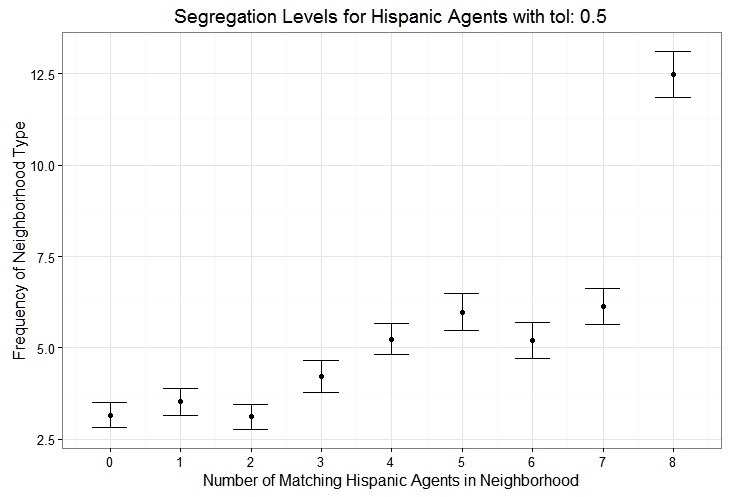 Segregation Levels for Hispanic Agents with tol: 0.5
Frequency of Neighborhood Type
12.5
10.0
7.5
5.0
2.5
0 1 2 3 4 5 6 7 8
Number of Matching Hispanic Agents in Neighborhood